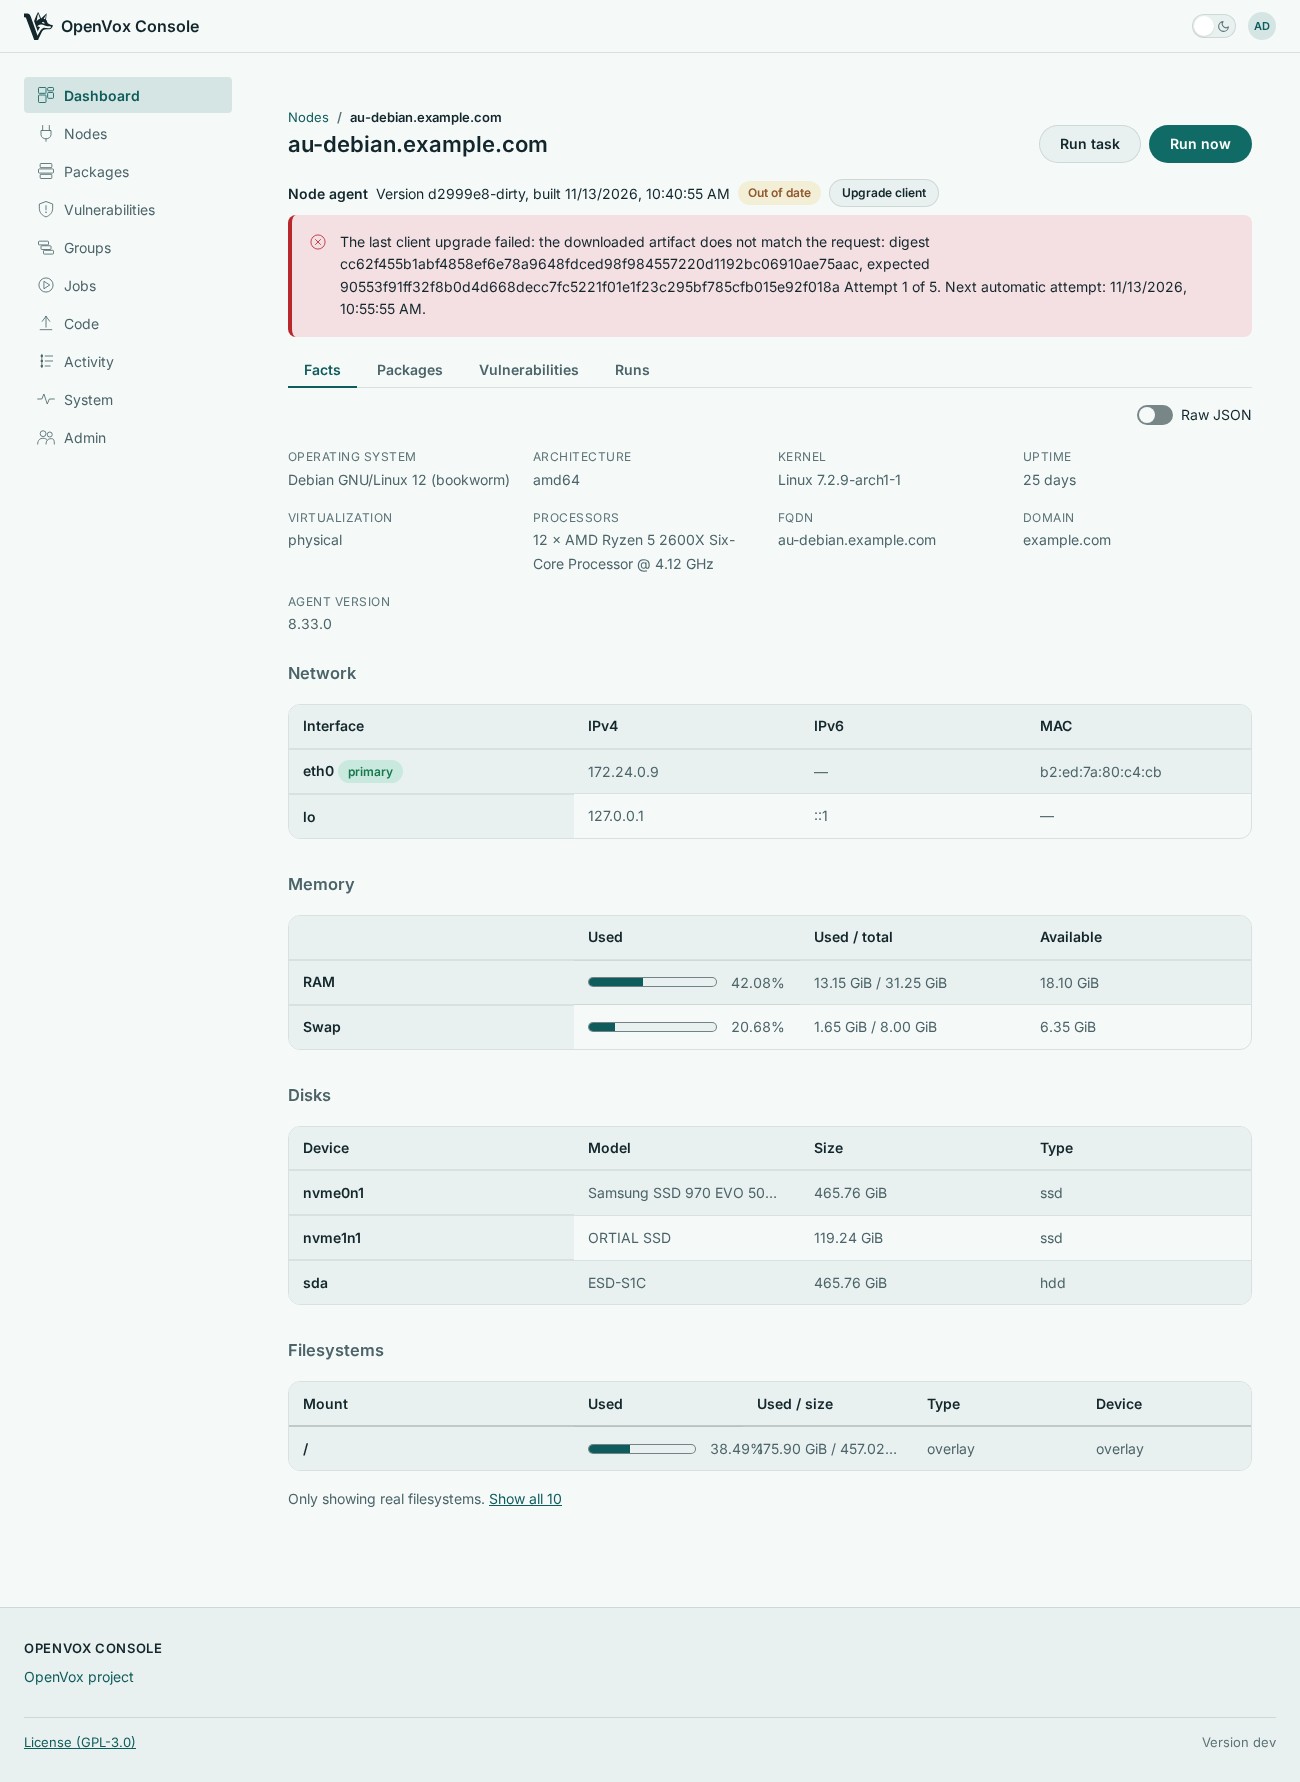 OpenVox Console
AD
Dashboard
Nodes
Packages
Vulnerabilities
Groups
Jobs
Code
Activity
System
Admin
Nodes / au-debian.example.com
au-debian.example.com
Run task
Run now
Node agent Version d2999e8-dirty, built 11/13/2026, 10:40:55 AM Out of date Upgrade client
The last client upgrade failed: the downloaded artifact does not match the request: digest
cc62f455b1abf4858ef6e78a9648fdced98f984557220d1192bc06910ae75aac, expected
90553f91ff32f8b0d4d668decc7fc5221f01e1f23c295bf785cfb015e92f018a Attempt 1 of 5. Next automatic attempt: 11/13/2026,
10:55:55 AM.
Facts Packages Vulnerabilities Runs
Raw JSON
OPERATING SYSTEM ARCHITECTURE KERNEL UPTIME
Debian GNU/Linux 12 (bookworm) amd64 Linux 7.2.9-arch1-1 25 days
VIRTUALIZATION PROCESSORS FQDN DOMAIN
physical 12 × AMD Ryzen 5 2600X Six- au-debian.example.com example.com
Core Processor @ 4.12 GHz
AGENT VERSION
8.33.0
Network
Interface IPv4 IPv6 MAC
eth0 primary 172.24.0.9 — b2:ed:7a:80:c4:cb
lo 127.0.0.1 ::1 —
Memory
Used Used / total Available
RAM 42.08% 13.15 GiB / 31.25 GiB 18.10 GiB
Swap 20.68% 1.65 GiB / 8.00 GiB 6.35 GiB
Disks
Device Model Size Type
nvme0n1 Samsung SSD 970 EVO 50... 465.76 GiB ssd
nvme1n1 ORTIAL SSD 119.24 GiB ssd
sda ESD-S1C 465.76 GiB hdd
Filesystems
Mount Used Used / size Type Device
/ 38.49% 175.90 GiB / 457.02... overlay overlay
Only showing real filesystems. Show all 10
OPENVOX CONSOLE
OpenVox project
License (GPL-3.0)
Version dev